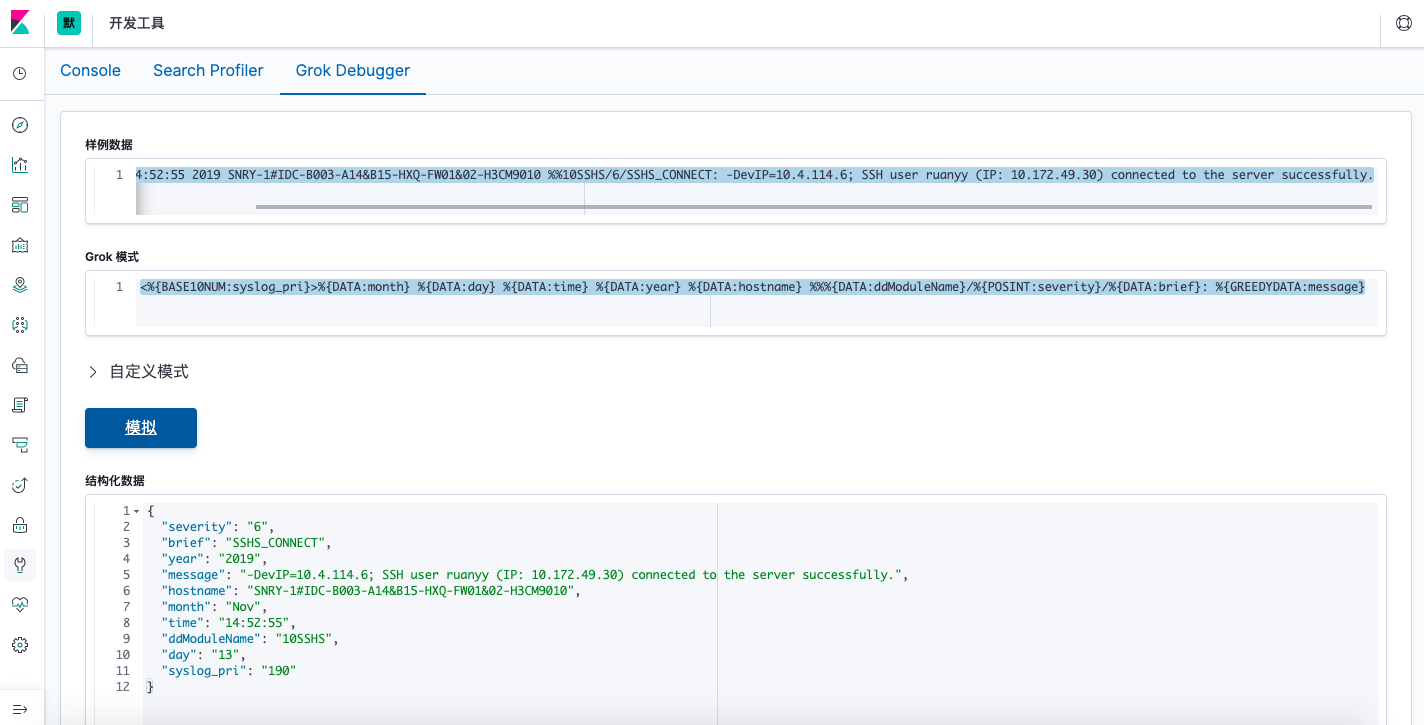 默 开发工具
Console Search Profiler Grok Debugger
样例数据
1 4:52:55 2019 SNRY-1#IDC-B003-A14&B15-HXQ-FW01&02-H3CM9010 %%10SSHS/6/SSHS_CONNECT: -DevIP=10.4.114.6; SSH user ruanyy (IP: 10.172.49.30) connected to the server successfully.
Grok 模式
1 <%{BASE10NUM:syslog_pri}>%{DATA:month} %{DATA:day} %{DATA:time} %{DATA:year} %{DATA:hostname} %%%{DATA:ddModuleName}/%{POSINT:severity}/%{DATA:brief}: %{GREEDYDATA:message}
自定义模式
模拟
结构化数据
1 {
2 "severity": "6",
3 "brief": "SSHS_CONNECT",
4 "year": "2019",
5 "message": "-DevIP=10.4.114.6; SSH user ruanyy (IP: 10.172.49.30) connected to the server successfully.",
6 "hostname": "SNRY-1#IDC-B003-A14&B15-HXQ-FW01&02-H3CM9010",
7 "month": "Nov",
8 "time": "14:52:55",
9 "ddModuleName": "10SSHS",
10 "day": "13",
11 "syslog_pri": "190"
12 }